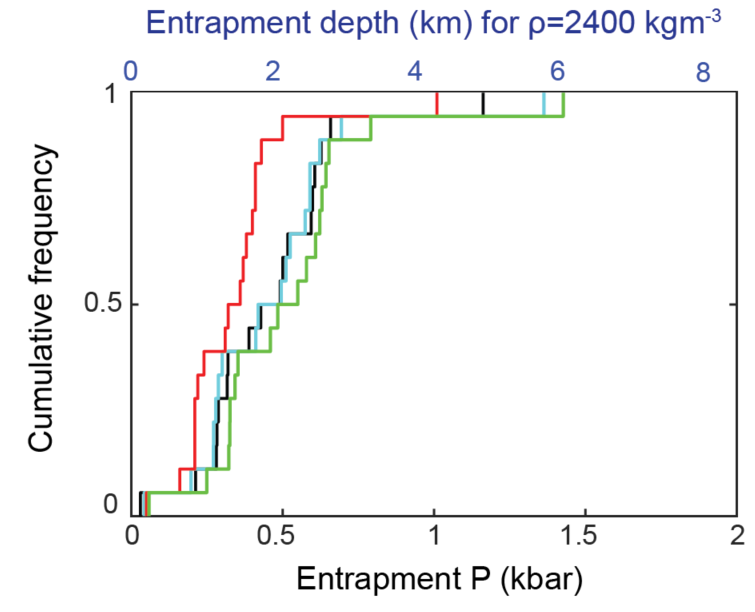 Entrapment depth (km) for ρ=2400 kgm-3
0 2 4 6 8
1
0.5
0
Cumulative frequency
0 0.5 1 1.5 2
Entrapment P (kbar)